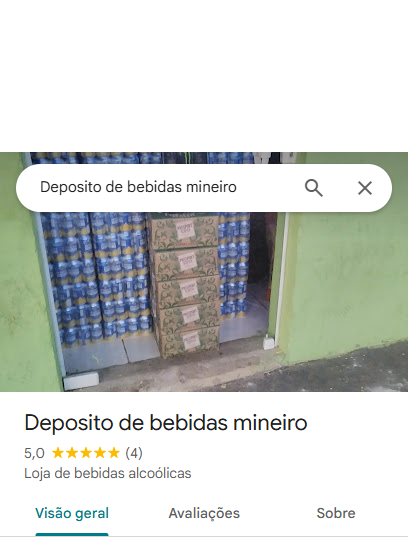 Deposito de bebidas mineiro
Deposito de bebidas mineiro
5,0 ★★★★★ (4)
Loja de bebidas alcoólicas
Visão geral Avaliações Sobre